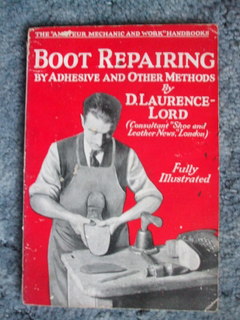 THE "AMATEUR MECHANIC AND WORK" HANDBOOKS
BOOT REPAIRING
BY ADHESIVE AND OTHER METHODS
By
D. LAURENCE-
LORD
(Consultant "Shoe and
Leather News," London)
Fully
Illustrated